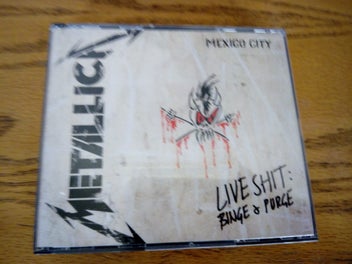 METALLICA
MEXICO CITY
LIVE SHIT:
BINGE & PURGE